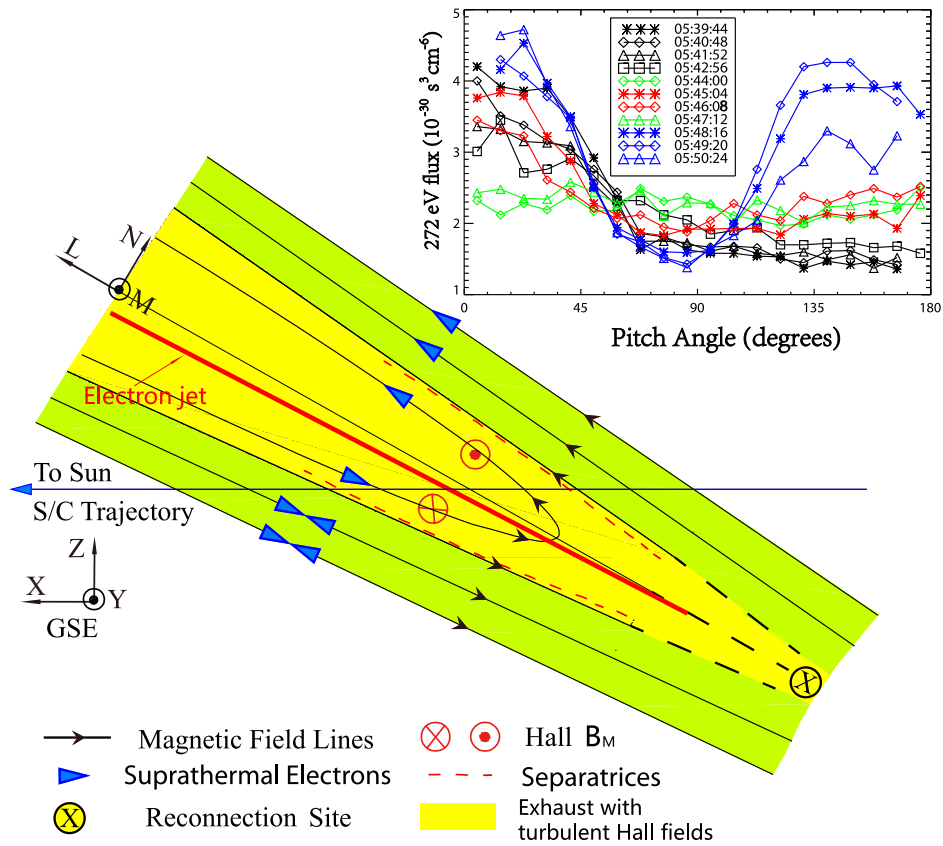 5
4
3
2
1
272 eV flux (10⁻³⁰ s³cm⁻⁶)
05:39:44
05:40:48
05:41:52
05:42:56
05:44:00
05:45:04
05:46:08
05:47:12
05:48:16
05:49:20
05:50:24
0 45 90 135 180
Pitch Angle (degrees)
L
N
M
Electron jet
To Sun
S/C Trajectory
Z
X
Y
GSE
X
Magnetic Field Lines
Hall BM
Suprathermal Electrons
Separatrices
X
Reconnection Site
Exhaust with
turbulent Hall fields